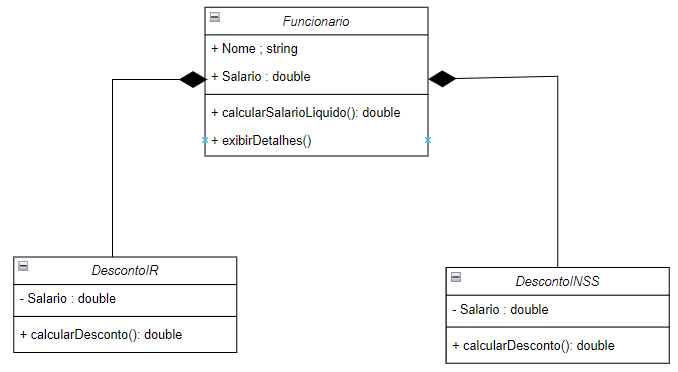 Funcionario
+ Nome ; string
+ Salario : double
+ calcularSalarioLiquido(): double
+ exibirDetalhes()
DescontoIR
- Salario : double
+ calcularDesconto(): double
DescontoINSS
- Salario : double
+ calcularDesconto(): double